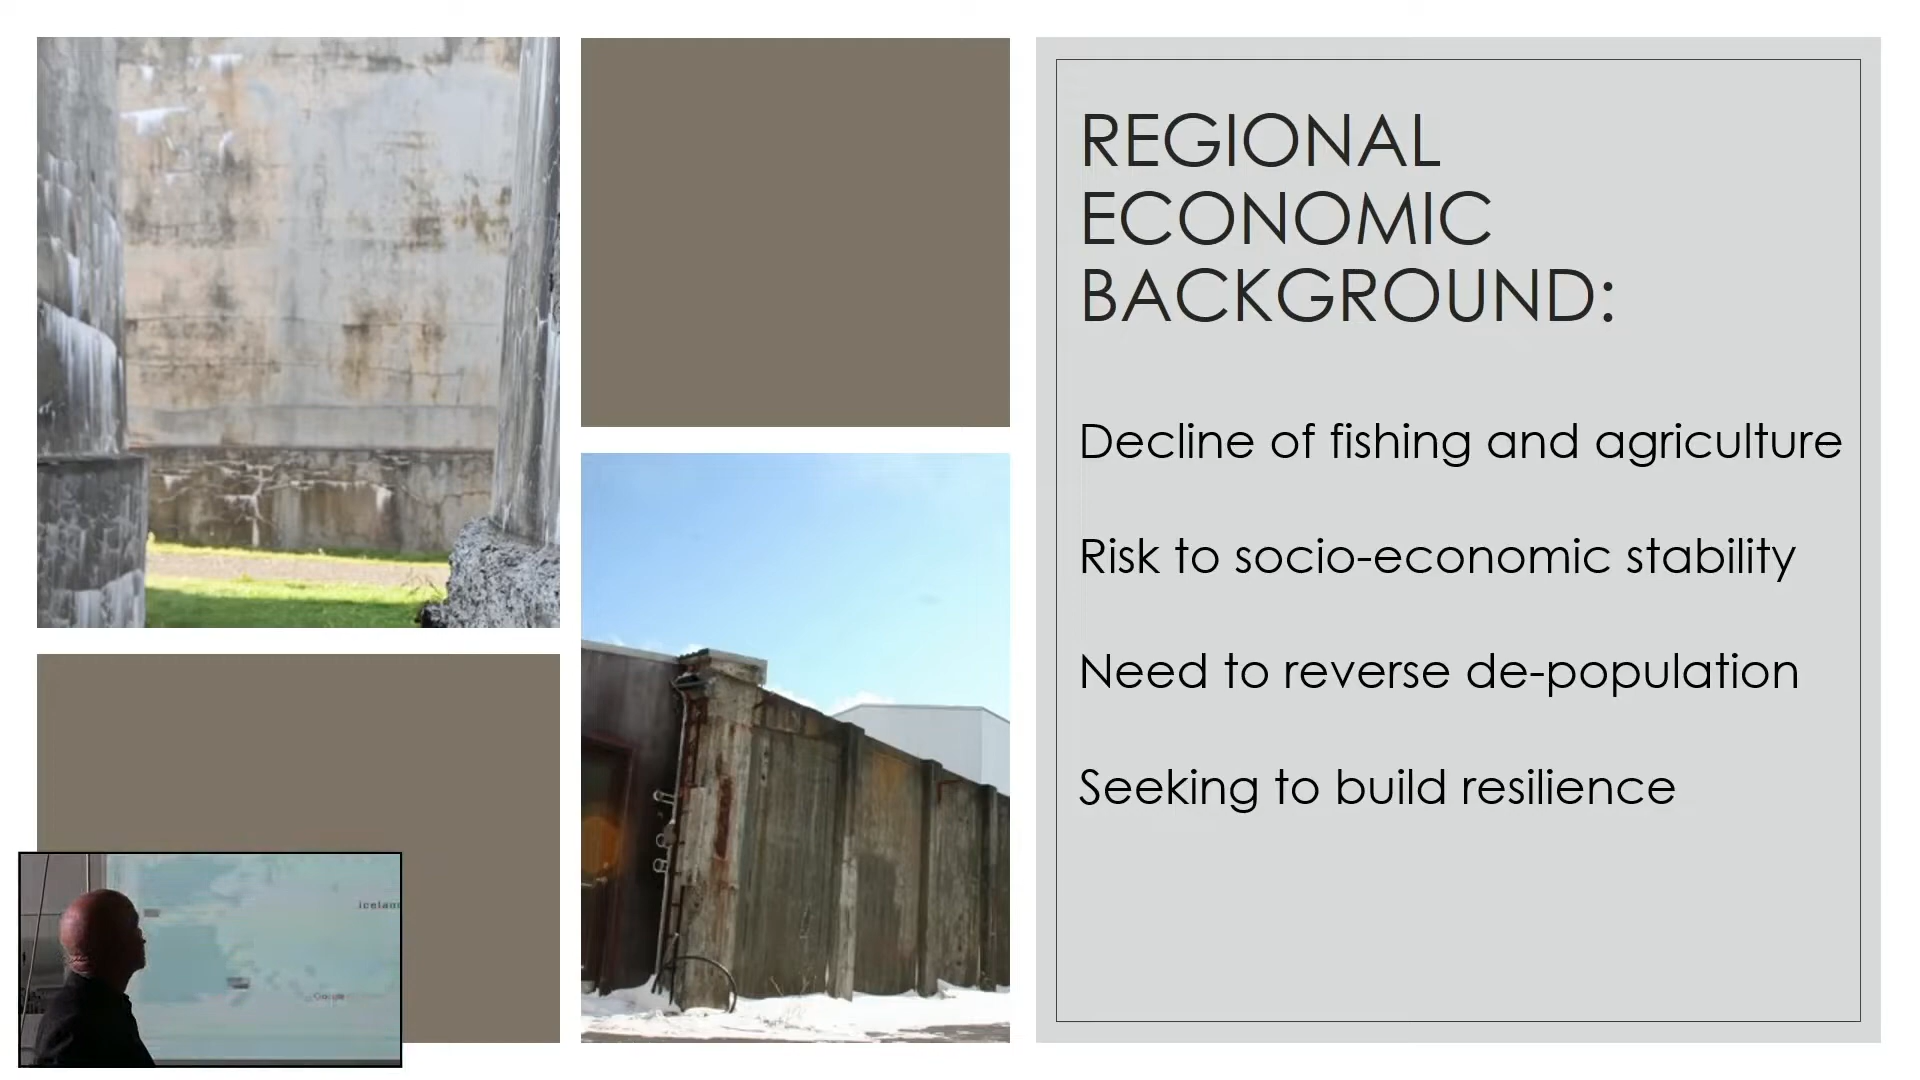 REGIONAL
ECONOMIC
BACKGROUND:
Decline of fishing and agriculture
Risk to socio-economic stability
Need to reverse de-population
Seeking to build resilience
Google